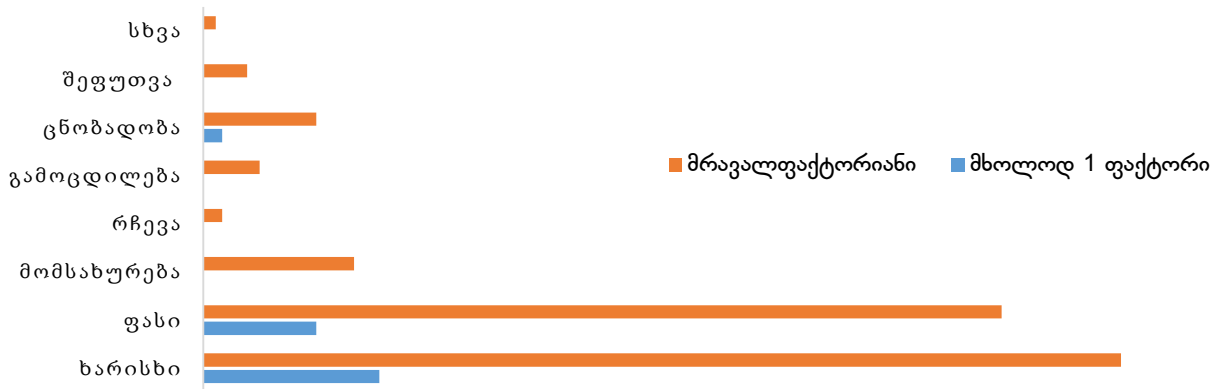 სხვა
შეფუთვა
ცნობადობა
გამოცდილება
რჩევა
მომსახურება
ფასი
ხარისხი
მრავალფაქტორიანი
მხოლოდ 1 ფაქტორი